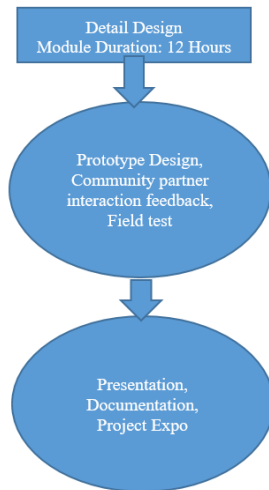 Detail Design
Module Duration: 12 Hours
Prototype Design,
Community partner
interaction feedback,
Field test
Presentation,
Documentation,
Project Expo